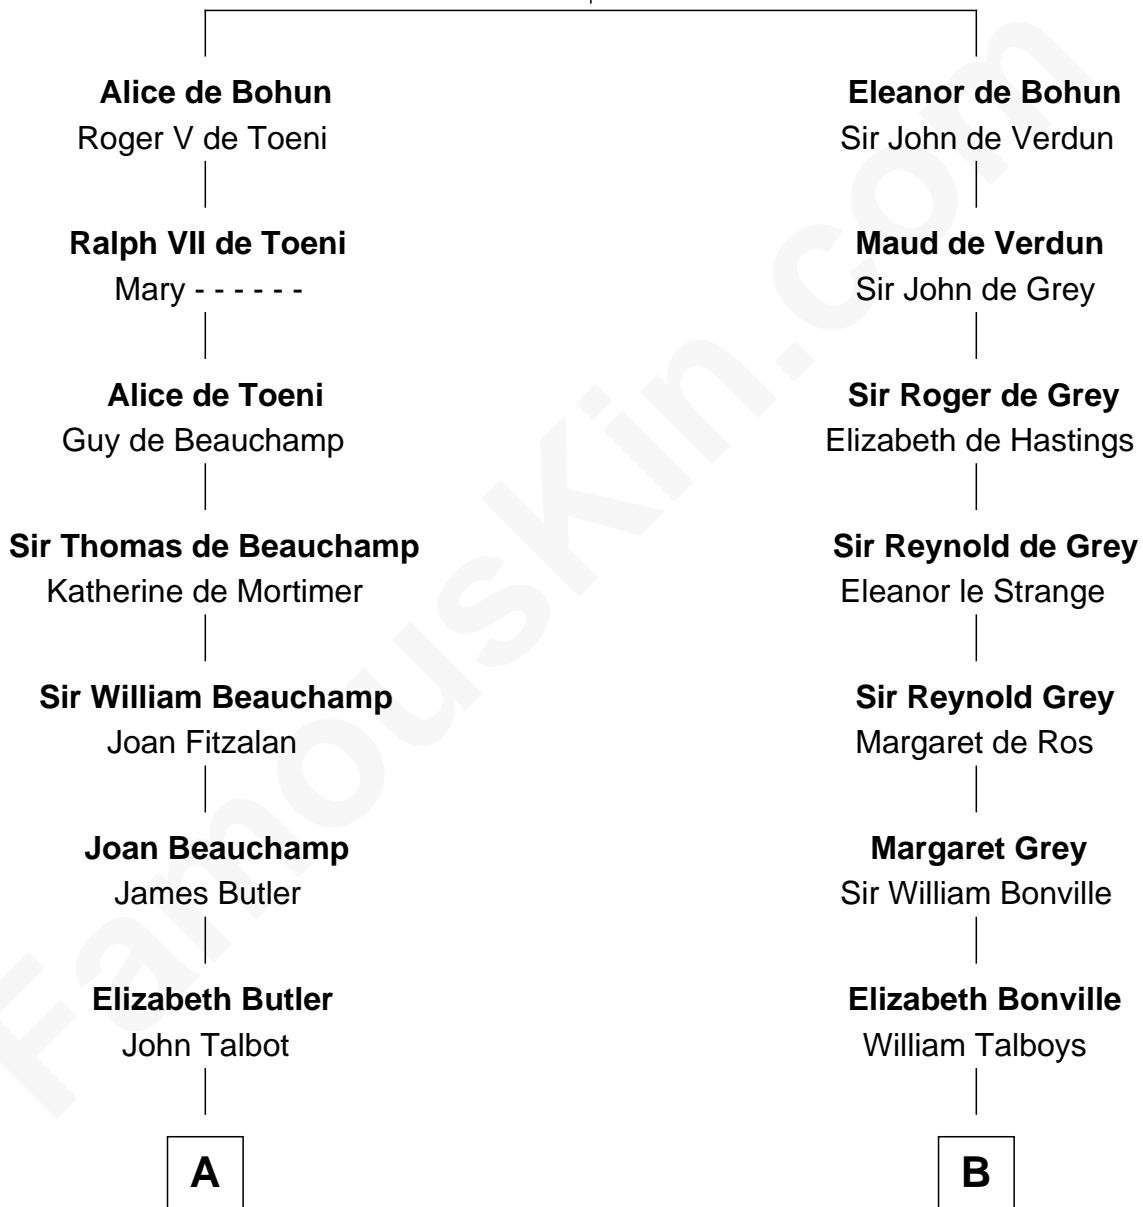 Alice de Bohun
Roger V de Toeni
Ralph VII de Toeni
Mary - - - - - -
Alice de Toeni
Guy de Beauchamp
Sir Thomas de Beauchamp
Katherine de Mortimer
Sir William Beauchamp
Joan Fitzalan
Joan Beauchamp
James Butler
Elizabeth Butler
John Talbot
A
Eleanor de Bohun
Sir John de Verdun
Maud de Verdun
Sir John de Grey
Sir Roger de Grey
Elizabeth de Hastings
Sir Reynold de Grey
Eleanor le Strange
Sir Reynold Grey
Margaret de Ros
Margaret Grey
Sir William Bonville
Elizabeth Bonville
William Talboys
B
FamousKin.com